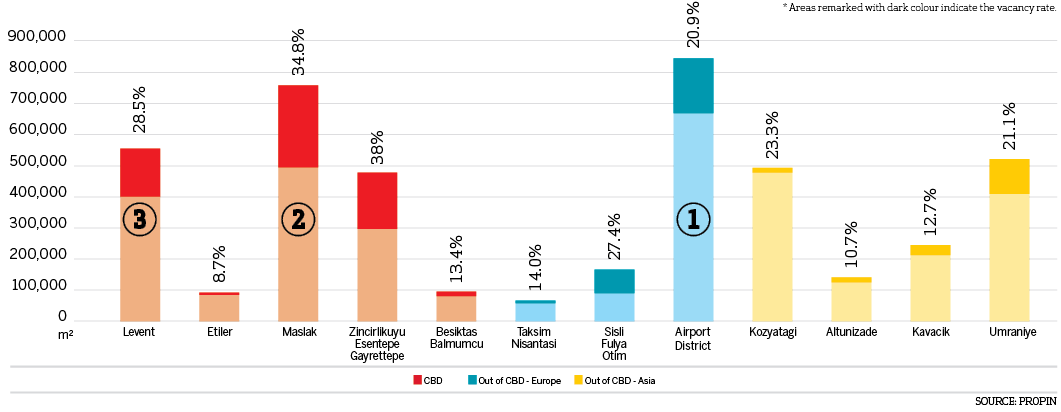 * Areas remarked with dark colour indicate the vacancy rate.
900,000
800,000
700,000
600,000
500,000
400,000
300,000
200,000
100,000
0
m²
28.5%
8.7%
34.8%
38%
13.4%
14.0%
27.4%
20.9%
23.3%
10.7%
12.7%
21.1%
3
2
1
Levent
Etiler
Maslak
Zincirlikuyu
Esentepe
Gayrettepe
Besiktas
Balmumcu
Taksim
Nisantasi
Sisli
Fulya
Otim
Airport
District
Kozyatagi
Altunizade
Kavacik
Umraniye
CBD
Out of CBD - Europe
Out of CBD - Asia
SOURCE: PROPIN